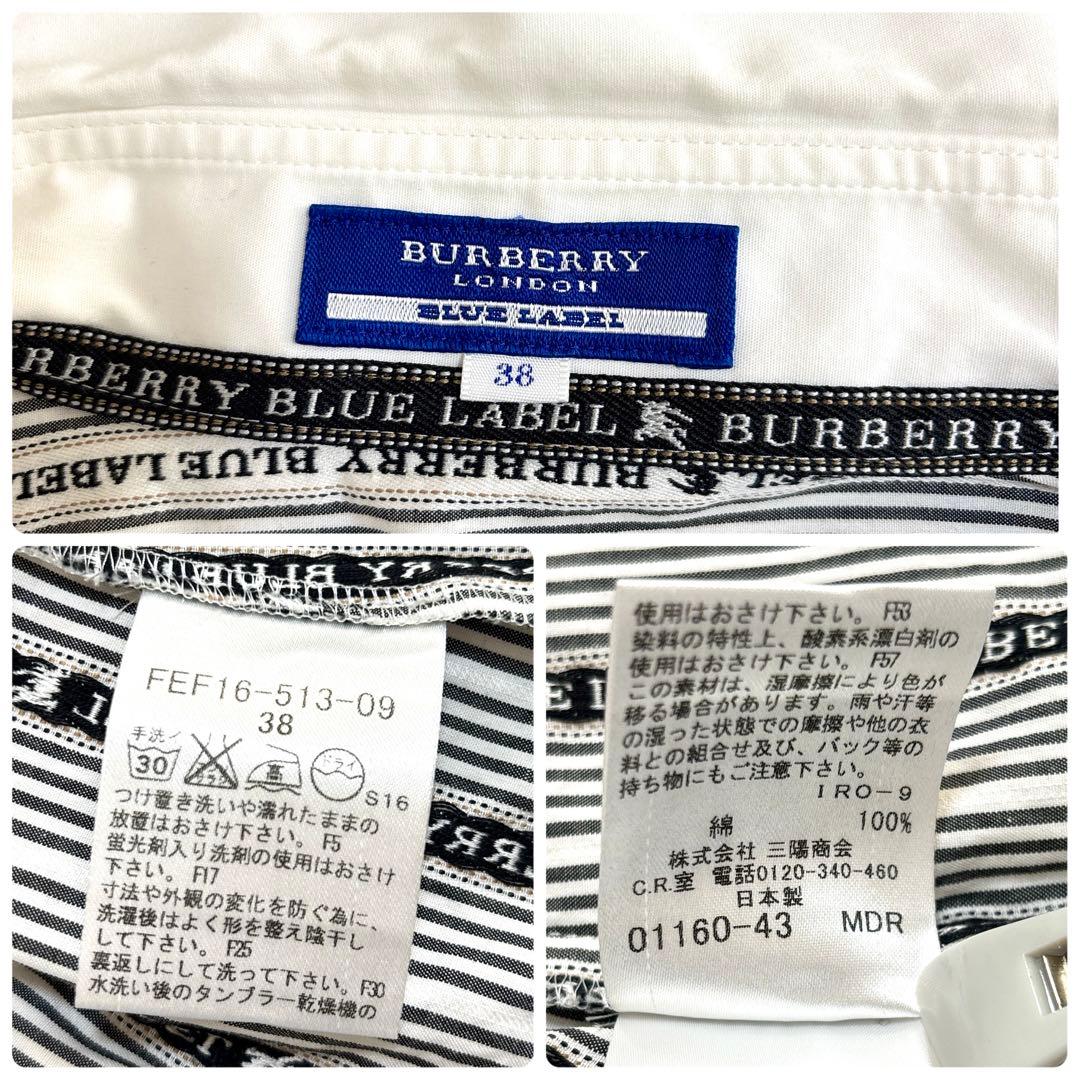 BURBERRY
LONDON
BLUE LABEL
38
RBERRY BLUE LABEL BURBERRY
BURBERRY BLUE LABEL
FEF16-513-09
38
手洗イ
30
エンソ サラシ
高
ドライ
S16
つけ置き洗いや濡れたままの
放置はおさけ下さい。 F5
蛍光剤入り洗剤の使用はおさけ
下さい。 F17
寸法や外観の変化を防ぐ為に、
洗濯後はよく形を整え陰干し
して下さい。 F25
裏返しにして洗って下さい。F30
水洗い後のタンブラー乾燥機の
使用はおさけ下さい。 F53
染料の特性上、酸素系漂白剤の
使用はおさけ下さい。 F57
この素材は、湿摩擦により色が
移る場合があります。雨や汗等
の湿った状態での摩擦や他の衣
料との組合せ及び、バック等の
持ち物にもご注意下さい。
IRO-9
綿 100%
株式会社 三陽商会
C.R.室 電話0120-340-460
日本製
01160-43 MDR